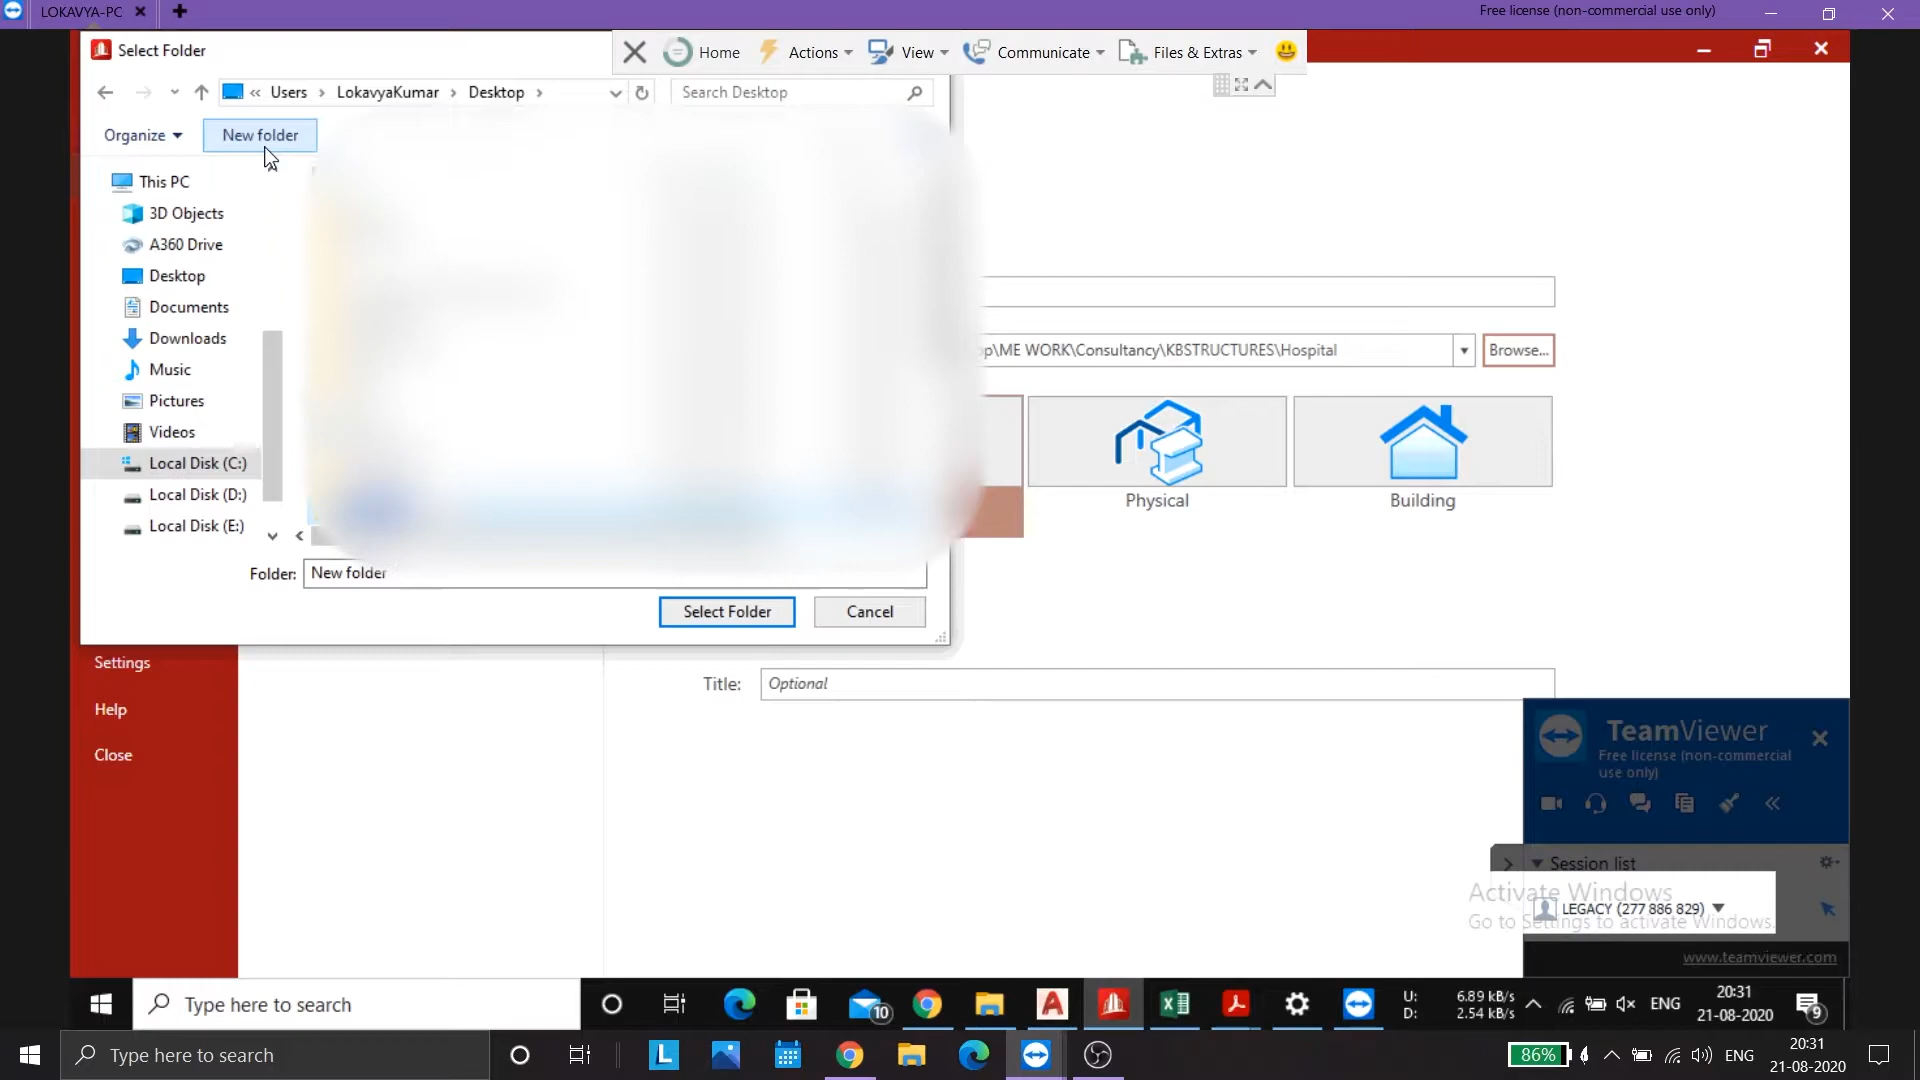 LOKAVYA-PC
Free license (non-commercial use only)
Select Folder
Home
Actions
View
Communicate
Files & Extras
« Users › LokavyaKumar › Desktop ›
Search Desktop
Organize
New folder
This PC
3D Objects
A360 Drive
Desktop
Documents
Downloads
Music
Pictures
Videos
Local Disk (C:)
Local Disk (D:)
Local Disk (E:)
Folder: New folder
Select Folder
Cancel
\ME WORK\Consultancy\KBSTRUCTURES\Hospital
Browse...
Physical
Building
Settings
Help
Close
Title: Optional
TeamViewer
Free license (non-commercial
use only)
Session list
Activate Windows
LEGACY (277 886 829)
Go to Settings to activate Windows.
www.teamviewer.com
Type here to search
10
U: 6.89 kB/s
D: 2.54 kB/s
ENG
20:31
21-08-2020
9
Type here to search
86%
ENG
20:31
21-08-2020